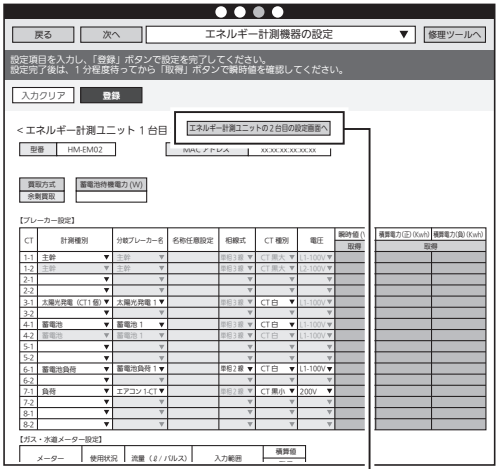 戻る 次へ エネルギー計測機器の設定 ▼ 修理ツールへ
設定項目を入力し、「登録」ボタンで設定を完了してください。
設定完了後は、1分程度待ってから「取得」ボタンで瞬時値を確認してください。
入力クリア 登録
<エネルギー計測ユニット 1 台目 エネルギー計測ユニットの2台目の設定画面へ
型番 HM-EM02 MAC アドレス xx:xx:xx:xx:xx:xx
買取方式 蓄電池待機電力 (W)
余剰買取
【ブレーカー設定】
CT 計測種別 分岐ブレーカー名 名称任意設定 相線式 CT 種別 電圧 瞬時値 ( 積算電力(正)(Kwh) 積算電力(負)(Kwh)
取得 取得
1-1 主幹 ▼ 主幹 ▼ 単相3線 ▼ CT 黒大 ▼ L1-100V ▼
1-2 主幹 ▼ 主幹 ▼ 単相3線 ▼ CT 黒大 ▼ L2-100V ▼
2-1 ▼ ▼ ▼ ▼ ▼
2-2 ▼ ▼ ▼ ▼ ▼
3-1 太陽光発電 (CT1個) ▼ 太陽光発電 1 ▼ 単相3線 ▼ CT 白 ▼ L1-100V ▼
3-2 ▼ ▼ ▼ ▼ ▼
4-1 蓄電池 ▼ 蓄電池 1 ▼ 単相3線 ▼ CT 白 ▼ L1-100V ▼
4-2 蓄電池 ▼ 蓄電池 1 ▼ 単相3線 ▼ CT 白 ▼ L2-100V ▼
5-1 ▼ ▼ ▼ ▼ ▼
5-2 ▼ ▼ ▼ ▼ ▼
6-1 蓄電池負荷 ▼ 蓄電池負荷 1 ▼ 単相2線 ▼ CT 白 ▼ L1-100V ▼
6-2 ▼ ▼ ▼ ▼ ▼
7-1 負荷 ▼ エアコン 1-CT ▼ 単相2線 ▼ CT 黒小 ▼ 200V ▼
7-2 ▼ ▼ ▼ ▼ ▼
8-1 ▼ ▼ ▼ ▼ ▼
8-2 ▼ ▼ ▼ ▼ ▼
【ガス・水道メーター設定】
メーター 使用状況 流量 (ℓ / パルス) 入力範囲 積算値